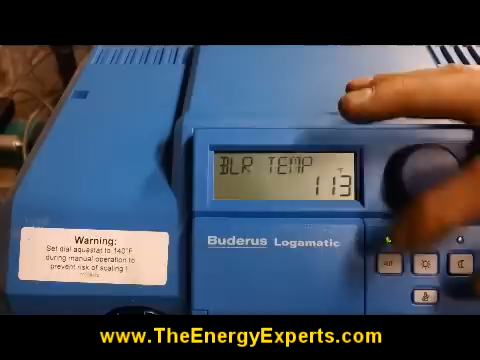 BLR TEMP
°F
113
Buderus Logamatic
Warning:
Set dial aquastat to 140°F
during manual operation to
prevent risk of scaling !
AUT
www.TheEnergyExperts.com